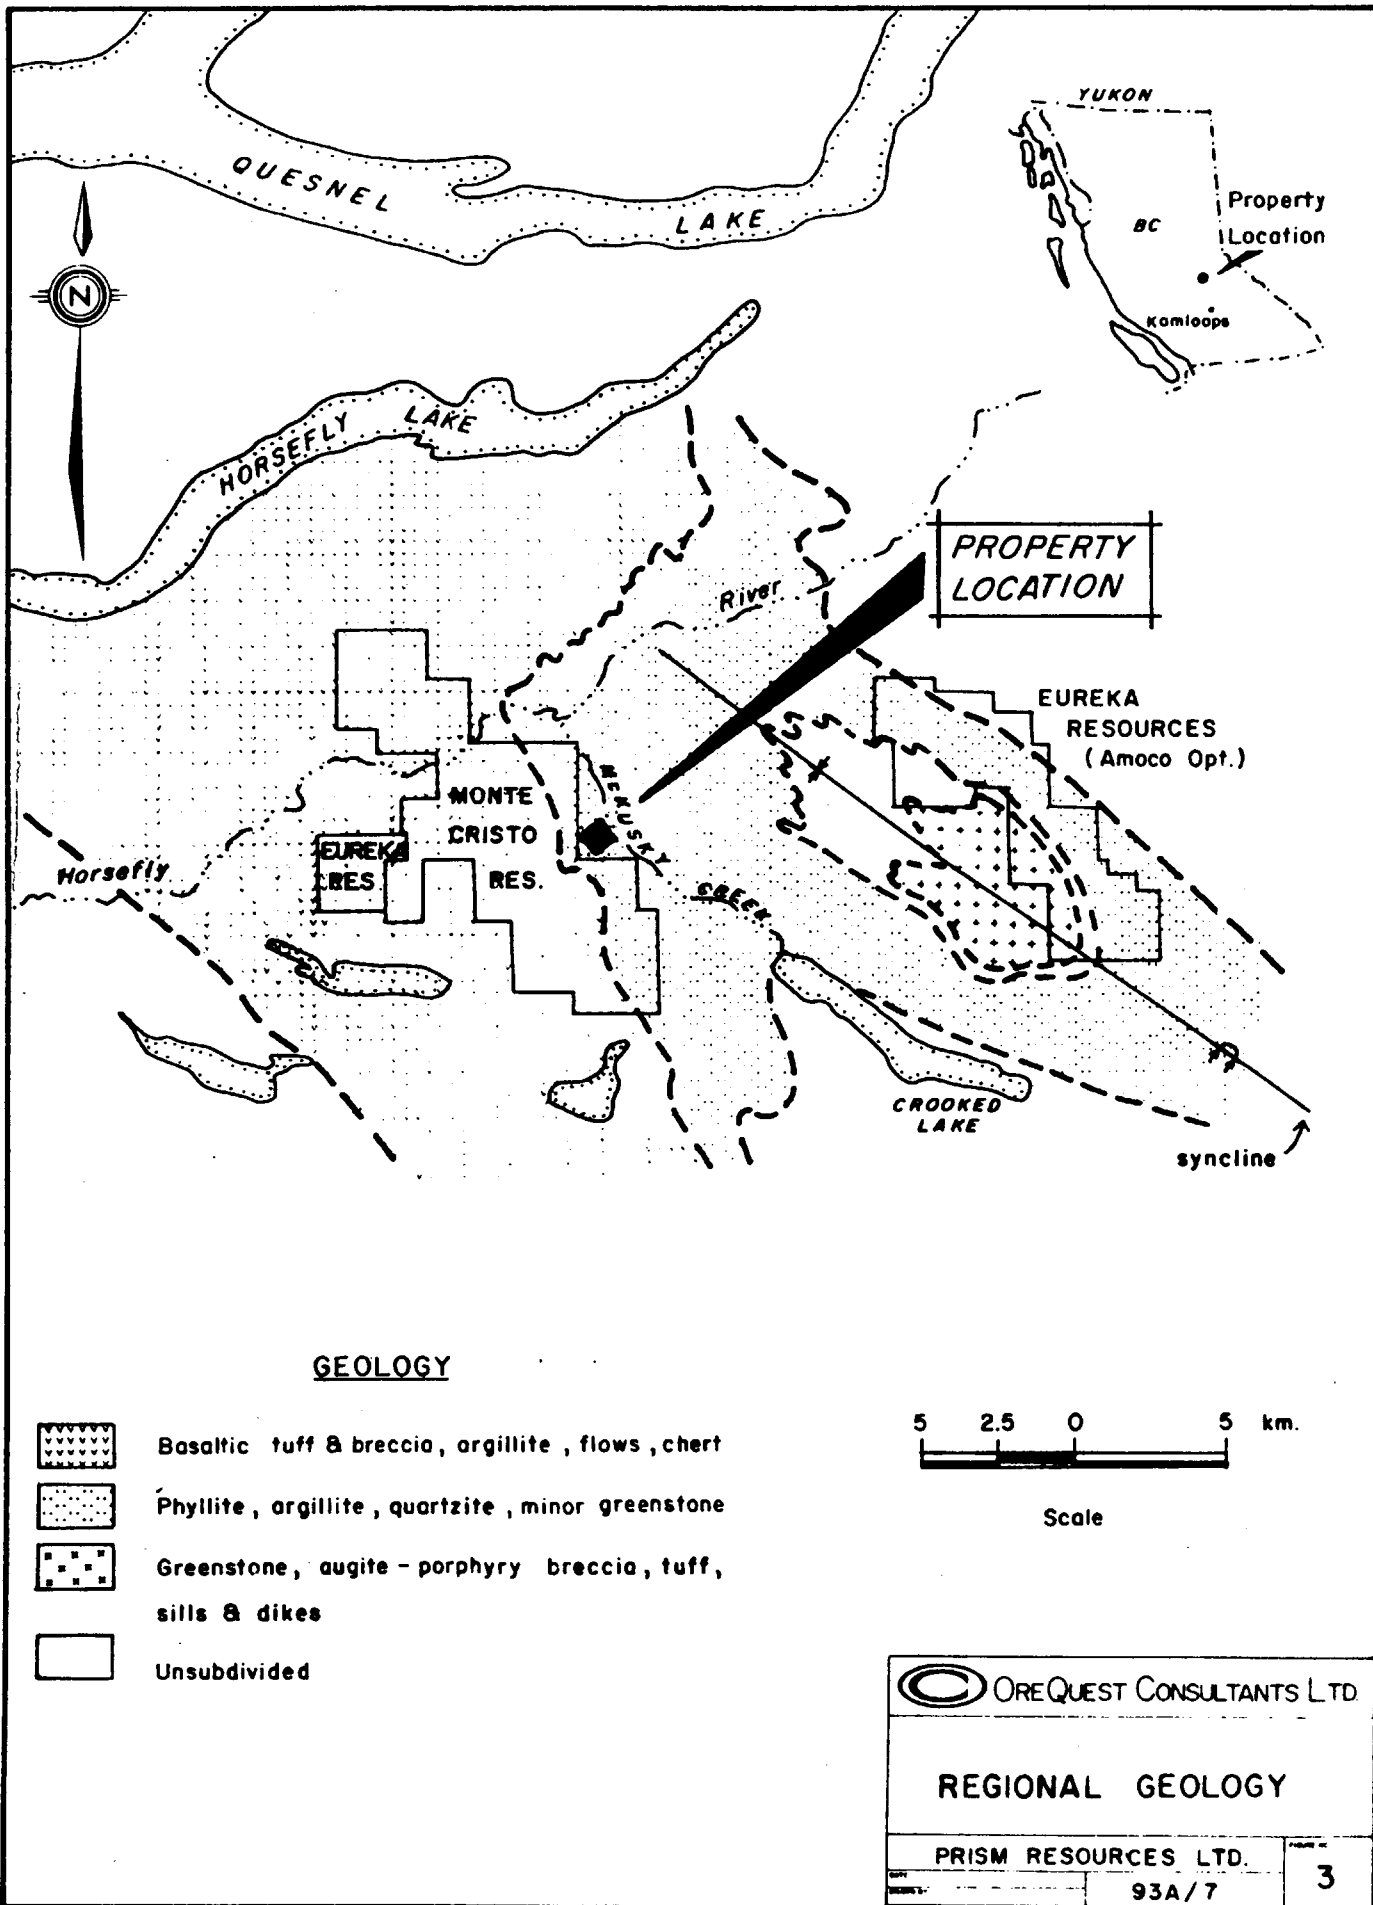 YUKON
BC
Property
Location
Kamloops
QUESNEL
LAKE
N
HORSEFLY LAKE
PROPERTY
LOCATION
River
EUREKA
RESOURCES
(Amoco Opt.)
McKUSKY
CREEK
MONTE
CRISTO
RES.
EUREKA
RES
Horsefly
CROOKED
LAKE
syncline
GEOLOGY
Basaltic tuff & breccia, argillite, flows, chert
Phyllite, argillite, quartzite, minor greenstone
Greenstone, augite-porphyry breccia, tuff,
sills & dikes
Unsubdivided
5 2.5 0 5 km.
Scale
OREQUEST CONSULTANTS LTD.
REGIONAL GEOLOGY
PRISM RESOURCES LTD.
93A/7
3